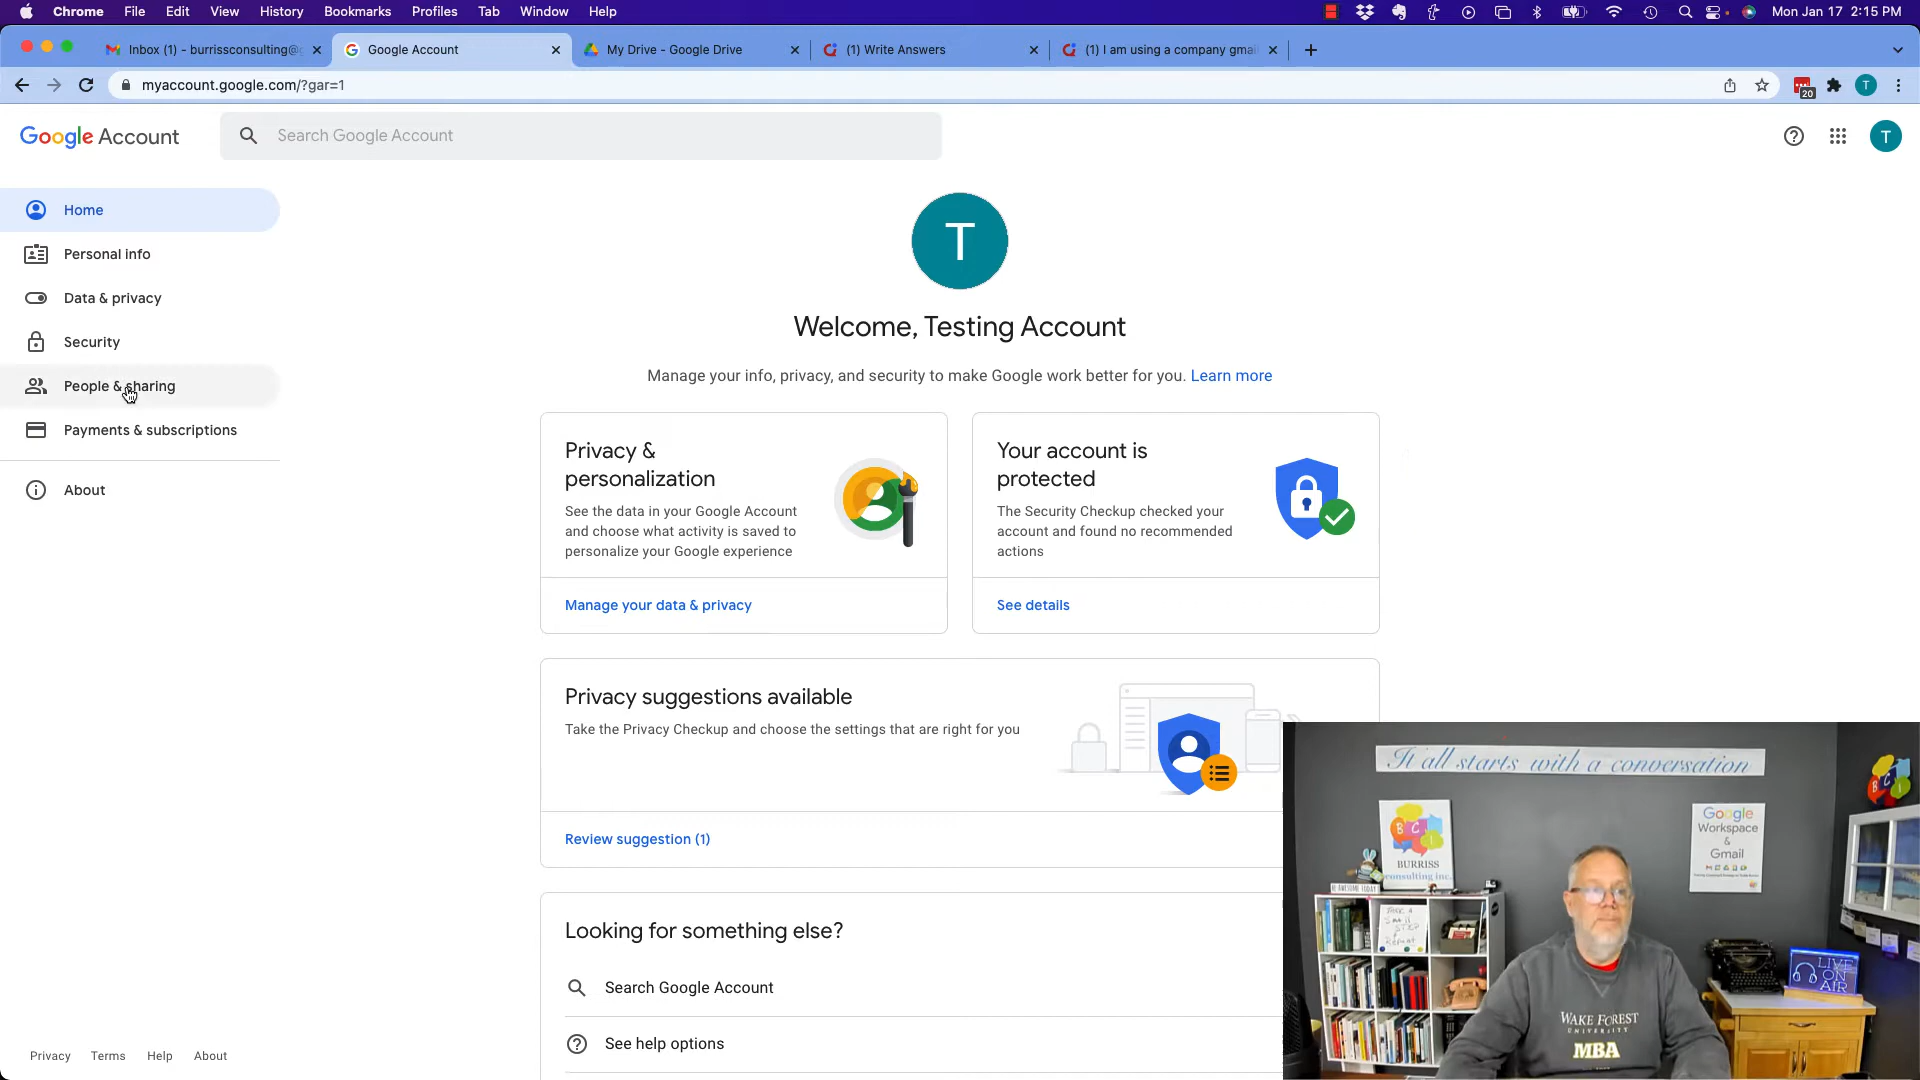 Chrome File Edit View History Bookmarks Profiles Tab Window Help Mon Jan 17 2:15 PM
Inbox (1) - burrissconsulting@g Google Account My Drive - Google Drive (1) Write Answers (1) I am using a company gmai
myaccount.google.com/?gar=1 20 T
Google Account Search Google Account T
Home
Personal info
Data & privacy
Security
People & sharing
Payments & subscriptions
About
T
Welcome, Testing Account
Manage your info, privacy, and security to make Google work better for you. Learn more
Privacy &
personalization
See the data in your Google Account
and choose what activity is saved to
personalize your Google experience
Manage your data & privacy
Your account is
protected
The Security Checkup checked your
account and found no recommended
actions
See details
Privacy suggestions available
Take the Privacy Checkup and choose the settings that are right for you
Review suggestion (1)
Looking for something else?
Search Google Account
See help options
Privacy Terms Help About
It all starts with a conversation
BCI
BURRISS
consulting inc.
BE AWESOME TODAY
Google
Workspace
&
Gmail
BCI
LIVE
ON
AIR
WAKE FOREST
UNIVERSITY
MBA